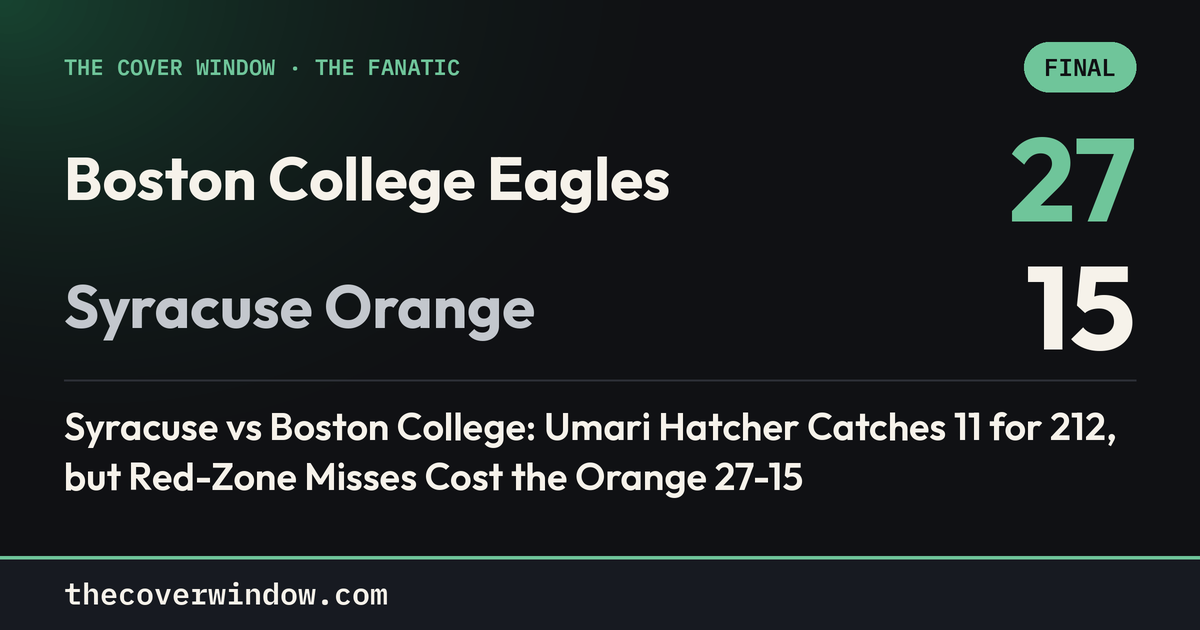 THE COVER WINDOW · THE FANATIC
FINAL
Boston College Eagles
27
Syracuse Orange
15
Syracuse vs Boston College: Umari Hatcher Catches 11 for 212,
but Red-Zone Misses Cost the Orange 27-15
thecoverwindow.com